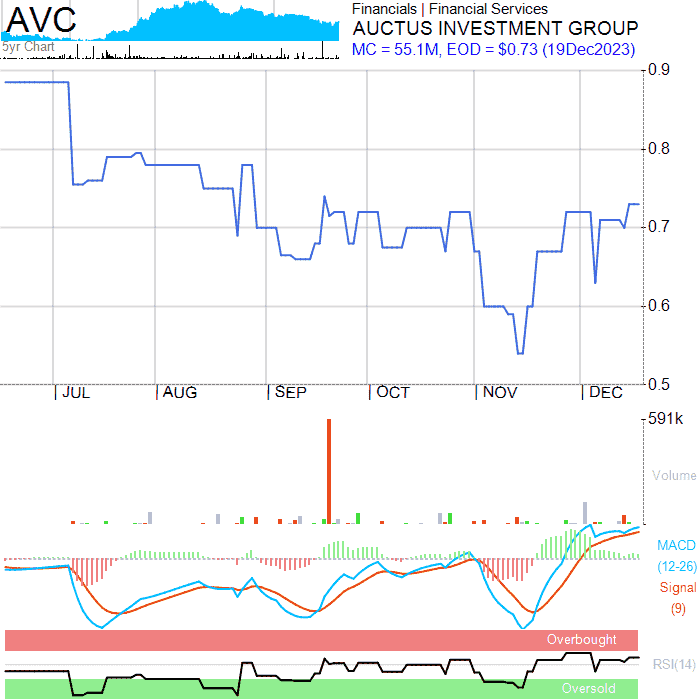 AVC
5yr Chart
Financials | Financial Services
AUCTUS INVESTMENT GROUP
MC = 55.1M, EOD = $0.73 (19Dec2023)
0.9
0.8
0.7
0.6
0.5
JUL AUG SEP OCT NOV DEC
591k
Volume
MACD
(12-26)
Signal
(9)
Overbought
RSI(14)
Oversold